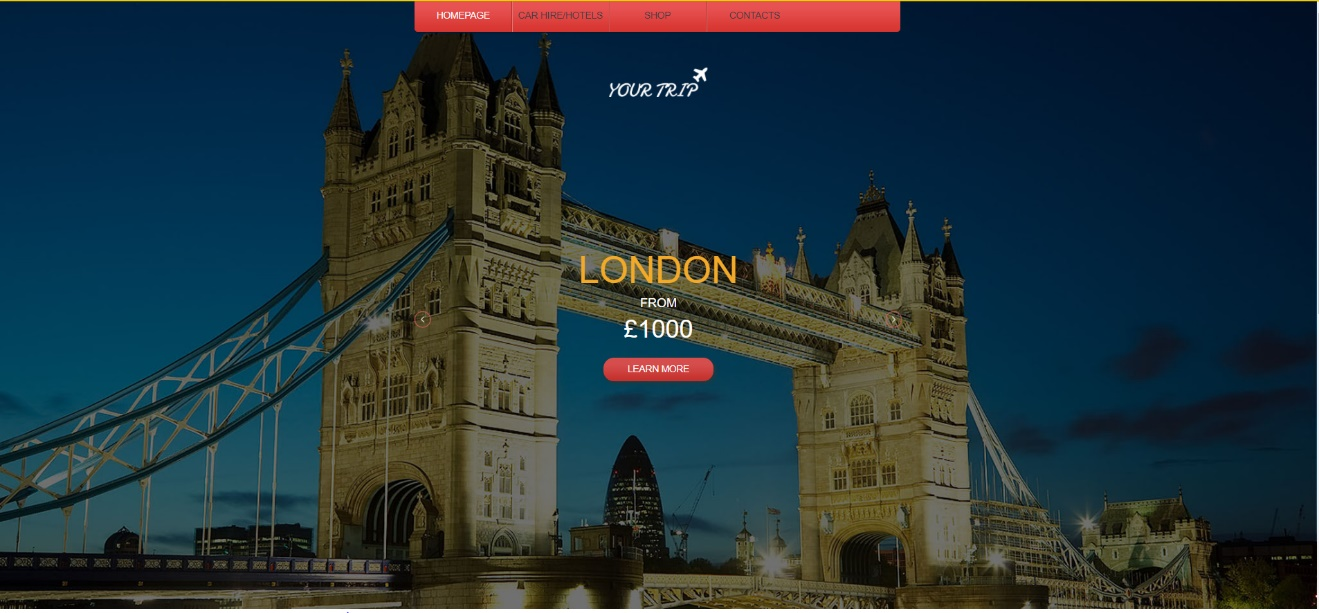 HOMEPAGE CAR HIRE/HOTELS SHOP CONTACTS
YOUR TRIP
LONDON
FROM
£1000
LEARN MORE